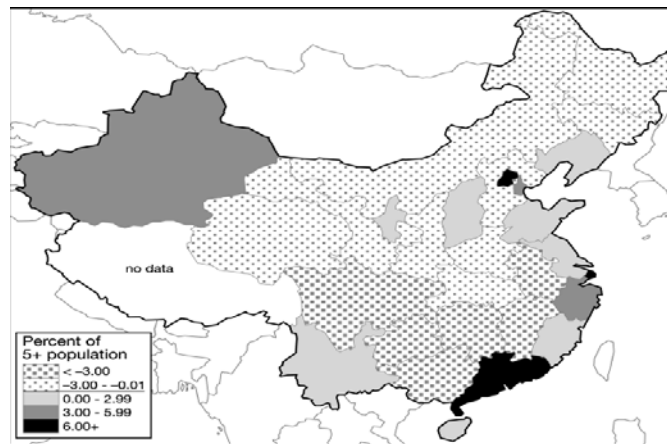 no data
Percent of
5+ population
< –3.00
–3.00 - –0.01
0.00 - 2.99
3.00 - 5.99
6.00+